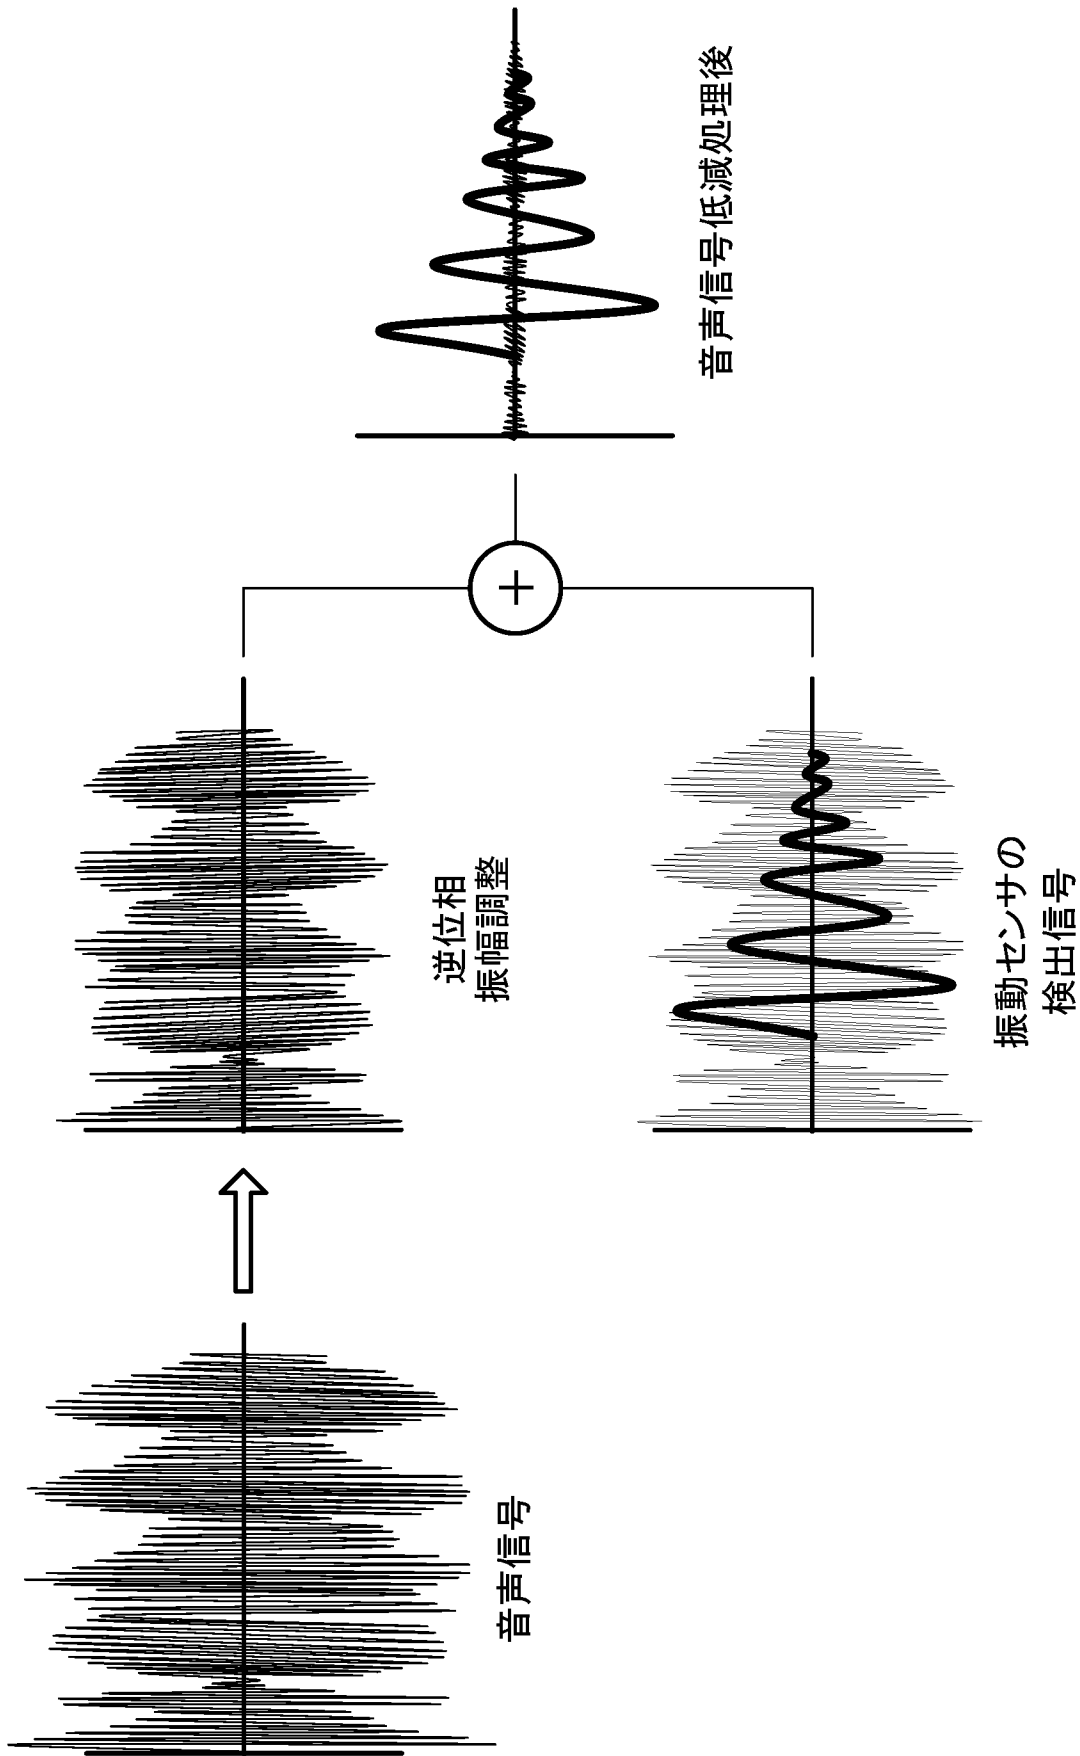 音声信号
逆位相
振幅調整
振動センサの
検出信号
+
音声信号低減処理後